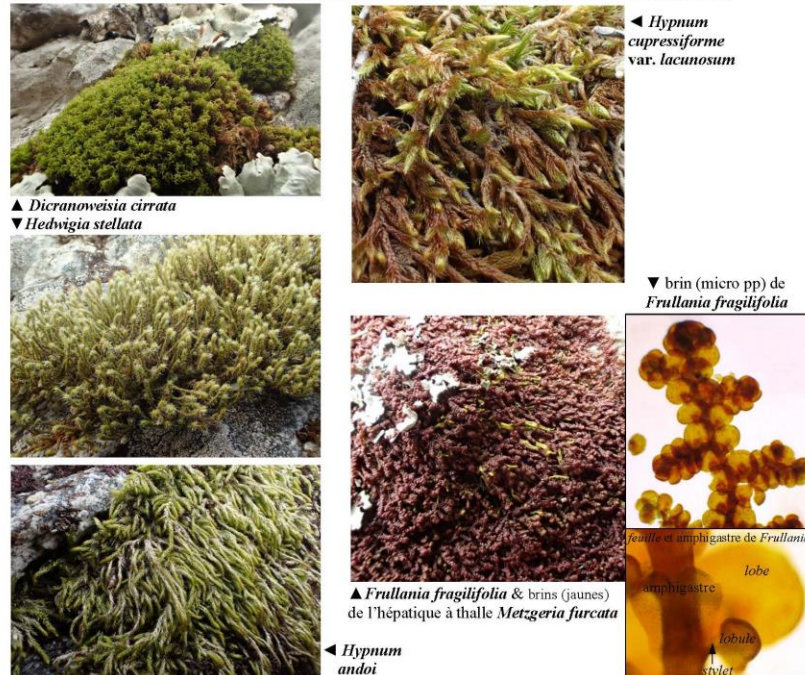 ◄ Hypnum
cupressiforme
var. lacunosum
▲ Dicranoweisia cirrata
▼ Hedwigia stellata
▼ brin (micro pp) de
Frullania fragilifolia
feuille et amphigastre de Frullania
lobe
amphigastre
lobule
stylet
▲ Frullania fragilifolia & brins (jaunes)
de l’hépatique à thalle Metzgeria furcata
◄ Hypnum
andoi